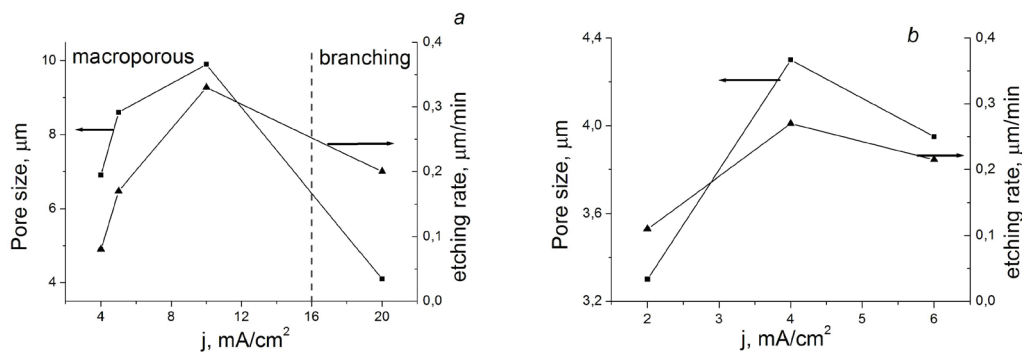 a
macroporous
branching
10
8
6
4
0,4
0,3
0,2
0,1
0,0
Pore size, μm
etching rate, μm/min
4 8 12 16 20
j, mA/cm²
b
4,4
4,0
3,6
3,2
0,4
0,3
0,2
0,1
0,0
Pore size, μm
etching rate, μm/min
2 3 4 5 6
j, mA/cm²